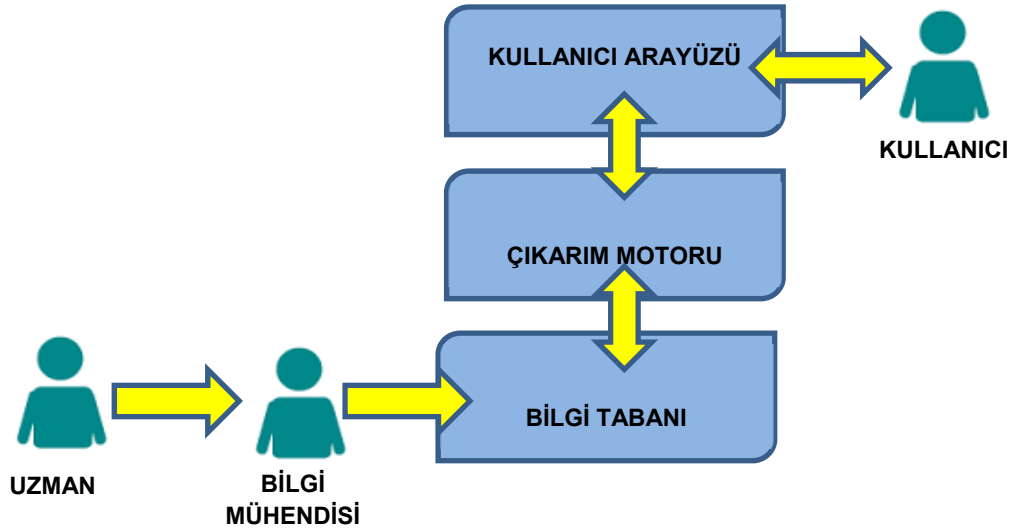 KULLANICI ARAYÜZÜ
KULLANICI
ÇIKARIM MOTORU
BİLGİ TABANI
UZMAN
BİLGİ
MÜHENDİSİ